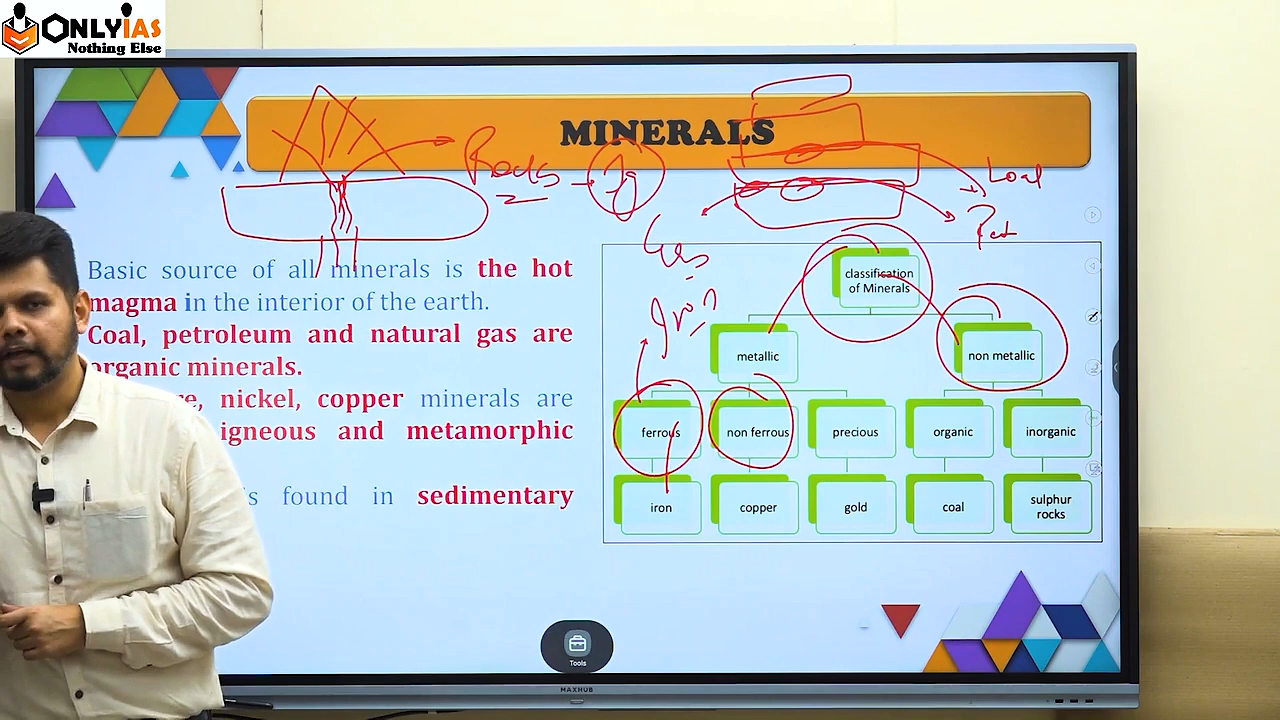 ONLYIAS
Nothing Else
MINERALS
Rocks
Ig
Coal
Pet
Gas
Iron
Basic source of all minerals is the hot
magma in the interior of the earth.
Coal, petroleum and natural gas are
organic minerals.
nickel, copper minerals are
igneous and metamorphic
found in sedimentary
classification
of Minerals
metallic
non metallic
ferrous
non ferrous
precious
organic
inorganic
iron
copper
gold
coal
sulphur
rocks
Tools
MAXHUB